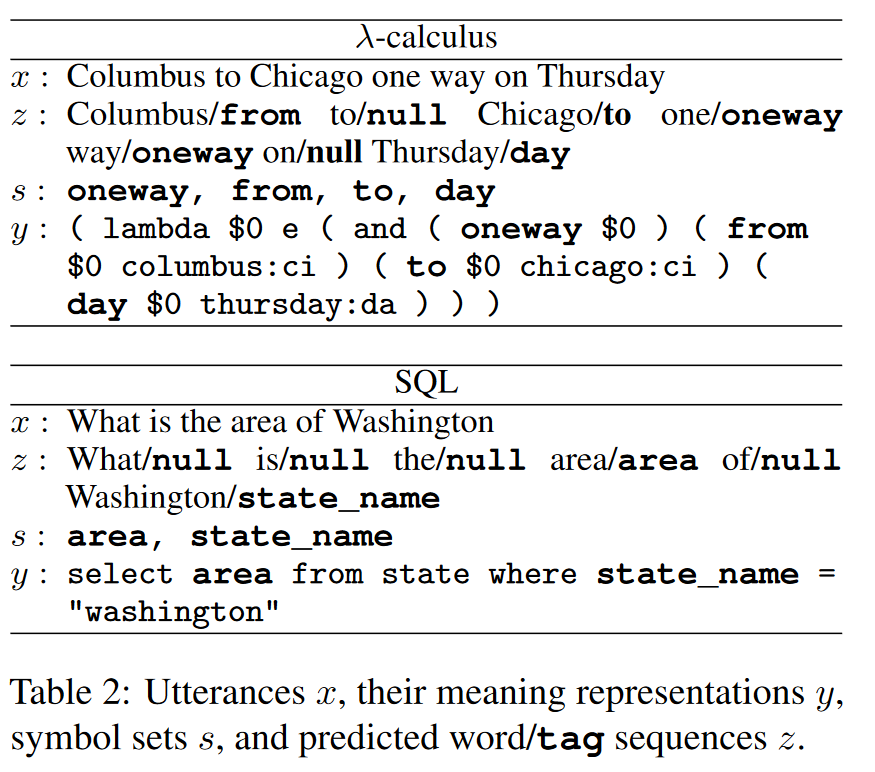 λ-calculus
x : Columbus to Chicago one way on Thursday
z : Columbus/from to/null Chicago/to one/oneway
way/oneway on/null Thursday/day
s : oneway, from, to, day
y : ( lambda $0 e ( and ( oneway $0 ) ( from
$0 columbus:ci ) ( to $0 chicago:ci ) (
day $0 thursday:da ) ) )
SQL
x : What is the area of Washington
z : What/null is/null the/null area/area of/null
Washington/state_name
s : area, state_name
y : select area from state where state_name =
"washington"
Table 2: Utterances x, their meaning representations y,
symbol sets s, and predicted word/tag sequences z.